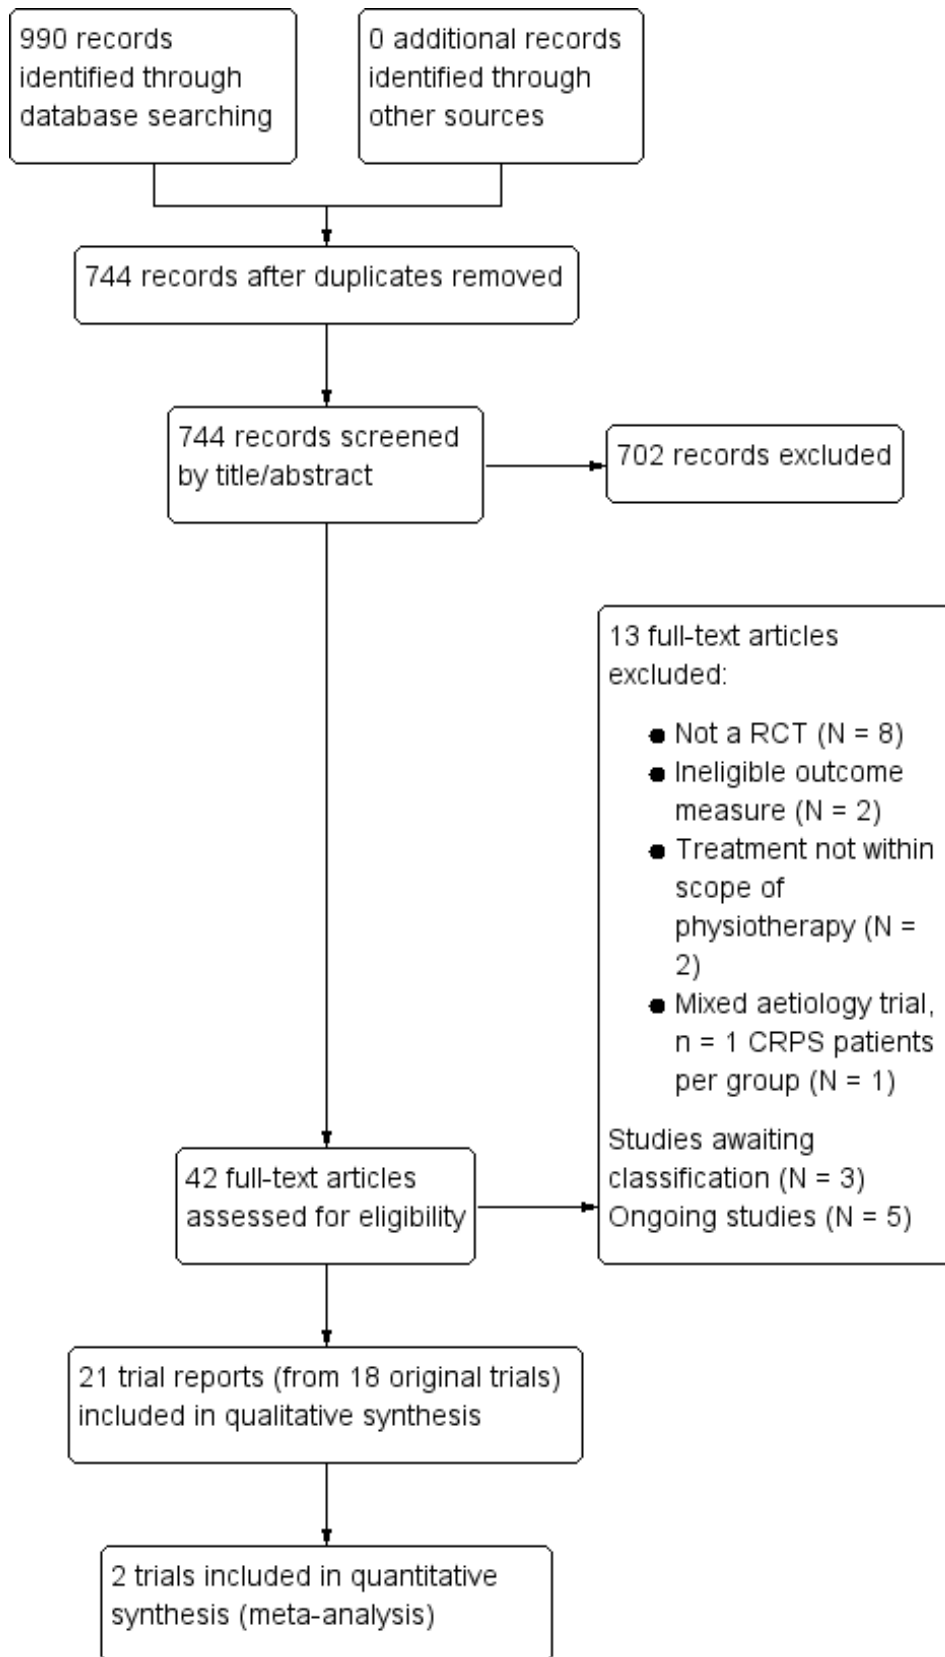 990 records
identified through
database searching
0 additional records
identified through
other sources
744 records after duplicates removed
744 records screened
by title/abstract
702 records excluded
13 full-text articles
excluded:
● Not a RCT (N = 8)
● Ineligible outcome
measure (N = 2)
● Treatment not within
scope of
physiotherapy (N =
2)
● Mixed aetiology trial,
n = 1 CRPS patients
per group (N = 1)
Studies awaiting
classification (N = 3)
Ongoing studies (N = 5)
42 full-text articles
assessed for eligibility
21 trial reports (from 18 original trials)
included in qualitative synthesis
2 trials included in quantitative
synthesis (meta-analysis)